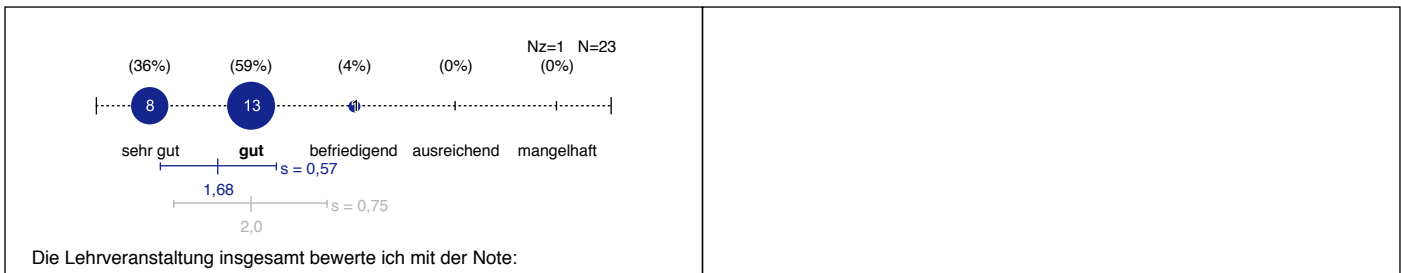 Nz=1 N=23
(36%) (59%) (4%) (0%) (0%)
8 13 1
sehr gut gut befriedigend ausreichend mangelhaft
s = 0,57
1,68
s = 0,75
2,0
Die Lehrveranstaltung insgesamt bewerte ich mit der Note: